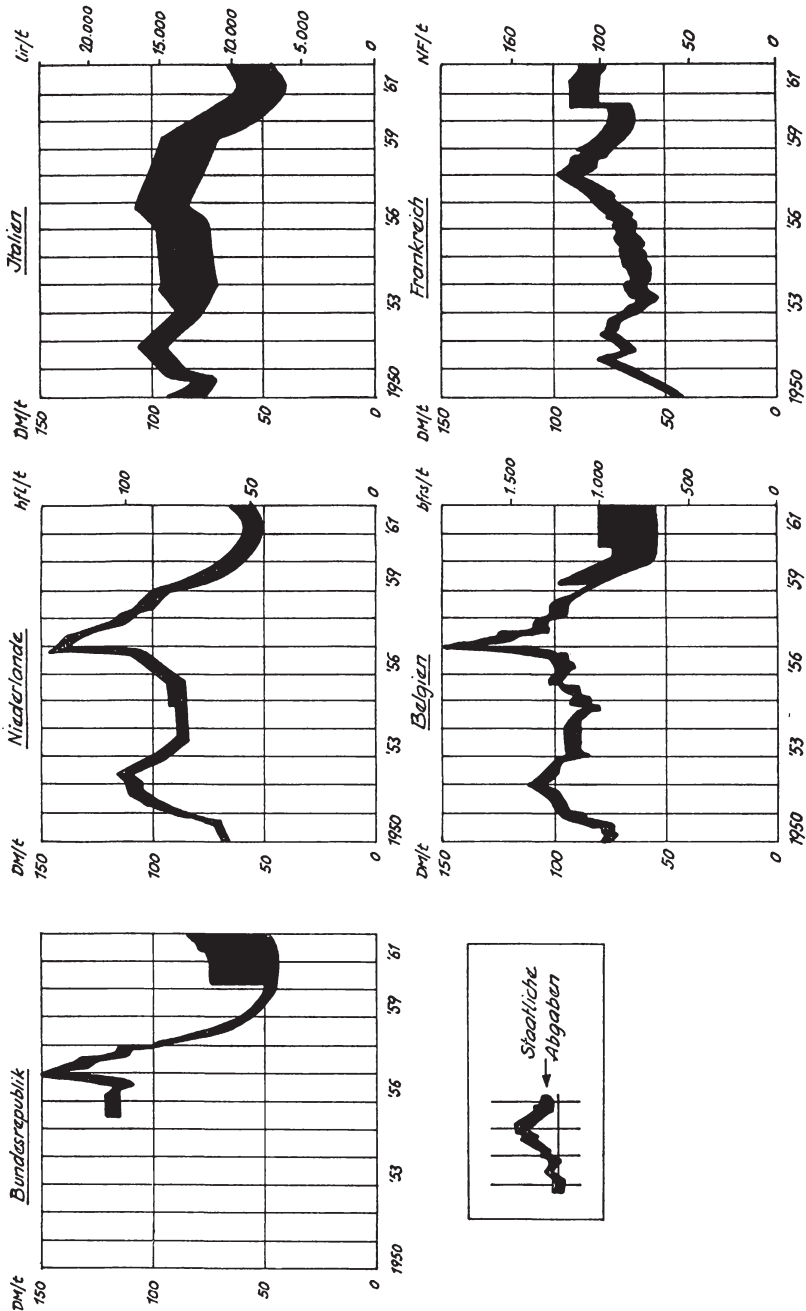 Bundesrepublik
DM/t
150
100
50
0
1950 '53 '56 '59 '61
Niederlande
DM/t hfl/t
150
100 100
50 50
0 0
1950 '53 '56 '59 '61
Italien
DM/t lir/t
150
20.000
100 15.000
10.000
50 5.000
0 0
1950 '53 '56 '59 '61
Staatliche
Abgaben
Belgien
DM/t bfrs/t
150
1.500
100 1.000
50 500
0 0
1950 '53 '56 '59 '61
Frankreich
DM/t NF/t
150
160
100 100
50 50
0 0
1950 '53 '56 '59 '61